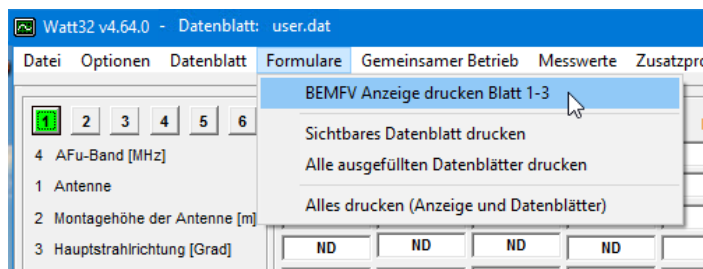 Watt32 v4.64.0 - Datenblatt: user.dat
Datei Optionen Datenblatt Formulare Gemeinsamer Betrieb Messwerte
BEMFV Anzeige drucken Blatt 1-3
1 2 3 4 5 6
Sichtbares Datenblatt drucken
4 AFu-Band [MHz]
Alle ausgefüllten Datenblätter drucken
1 Antenne
Alles drucken (Anzeige und Datenblätter)
2 Montagehöhe der Antenne [m]
3 Hauptstrahlrichtung [Grad] ND ND ND ND